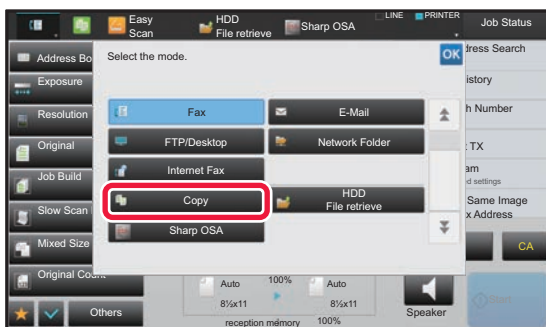 Easy
Scan
HDD
File retrieve
Sharp OSA
LINE
PRINTER
Job Status
Address Bo
Select the mode.
OK
dress Search
Exposure
istory
Resolution
Fax
E-Mail
h Number
Original
FTP/Desktop
Network Folder
TX
Job Build
Internet Fax
am
d settings
Slow Scan
Copy
HDD
File retrieve
Same Image
x Address
Mixed Size
Sharp OSA
CA
Original Count
Auto
100%
Auto
8½x11
8½x11
Others
Speaker
Start
reception memory
100%